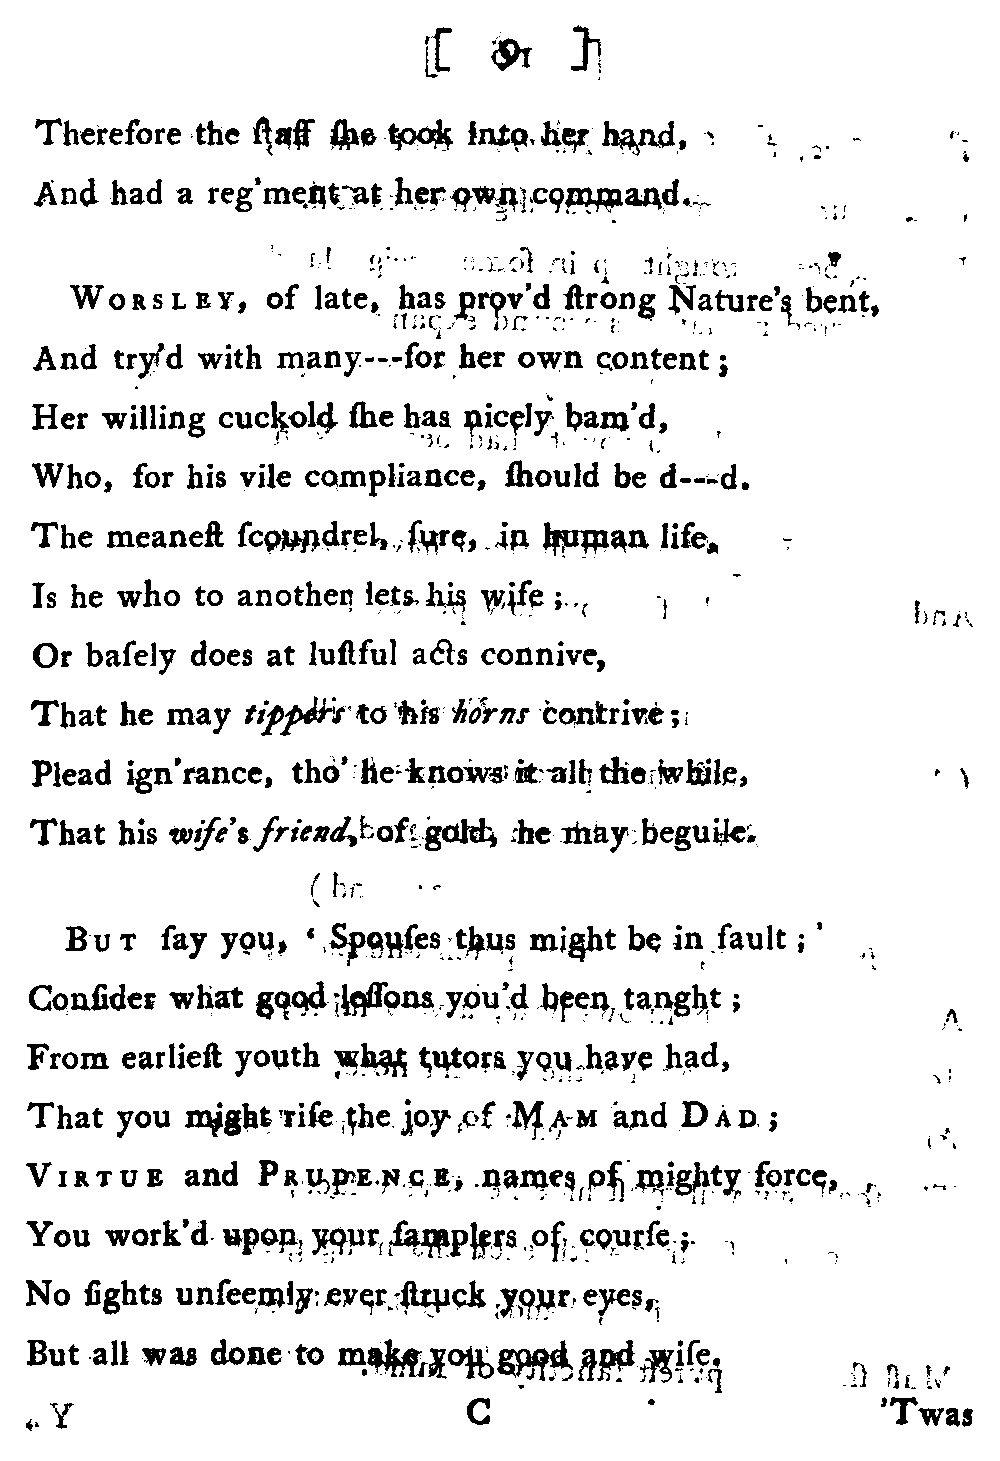 [ 9 ]
Therefore the ſtaff ſhe took into her hand,
And had a reg'ment at her own command.
WORSLEY, of late, has prov'd ſtrong Nature's bent,
And try'd with many---for her own content;
Her willing cuckold ſhe has nicely bam'd,
Who, for his vile compliance, ſhould be d---d.
The meaneſt ſcoundrel, ſure, in human life,
Is he who to another lets his wife;
Or baſely does at luſtful acts connive,
That he may tippers to his horns contrive;
Plead ign'rance, tho' he knows it all the while,
That his wife's friend, of gold, he may beguile.
BUT ſay you, ‘ Spouſes thus might be in fault; ’
Conſider what good leſſons you'd been tanght;
From earlieſt youth what tutors you have had,
That you might riſe the joy of MAM and DAD;
VIRTUE and PRUDENCE, names of mighty force,
You work'd upon your ſamplers of courſe;
No ſights unſeemly ever ſtruck your eyes,
But all was done to make you good and wiſe.
C 'Twas